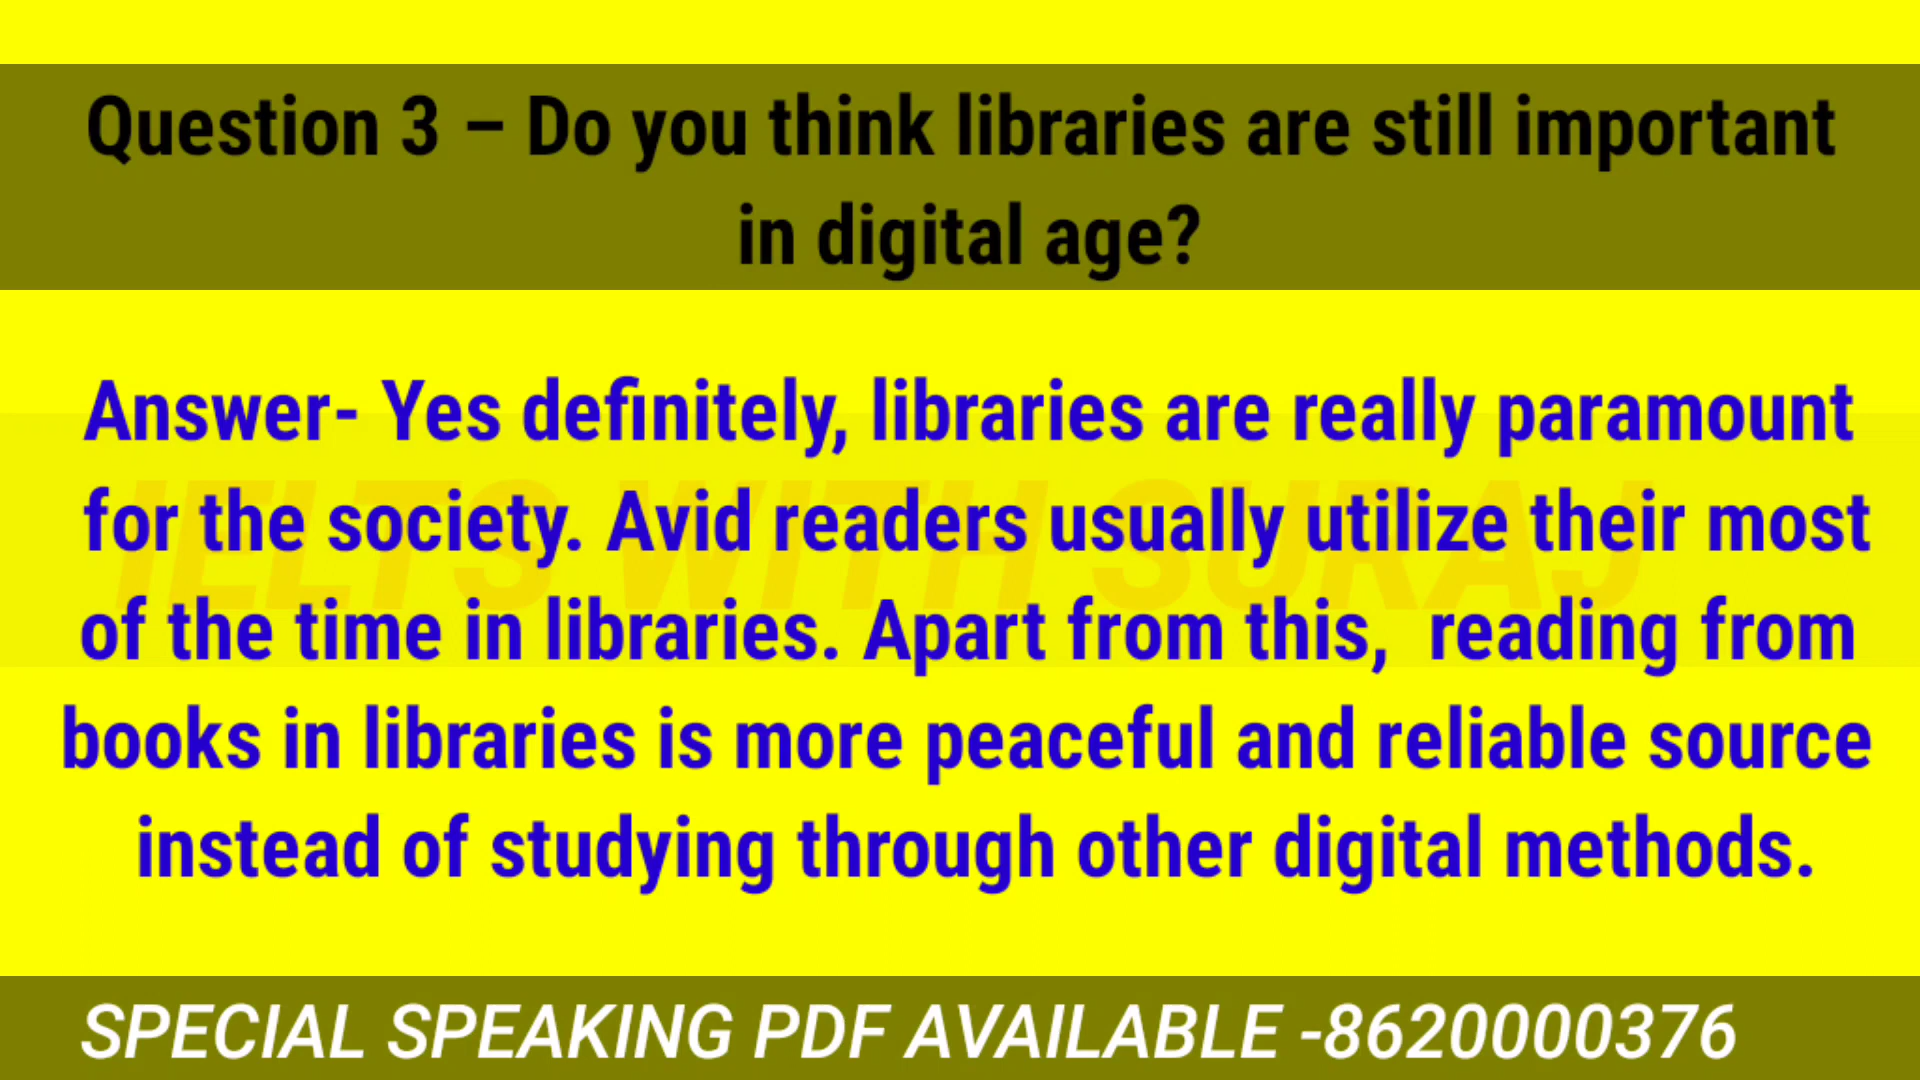 Question 3 – Do you think libraries are still important
in digital age?
Answer- Yes definitely, libraries are really paramount
for the society. Avid readers usually utilize their most
IELTS WITH SURAJ
of the time in libraries. Apart from this,  reading from
books in libraries is more peaceful and reliable source
instead of studying through other digital methods.
SPECIAL SPEAKING PDF AVAILABLE -8620000376